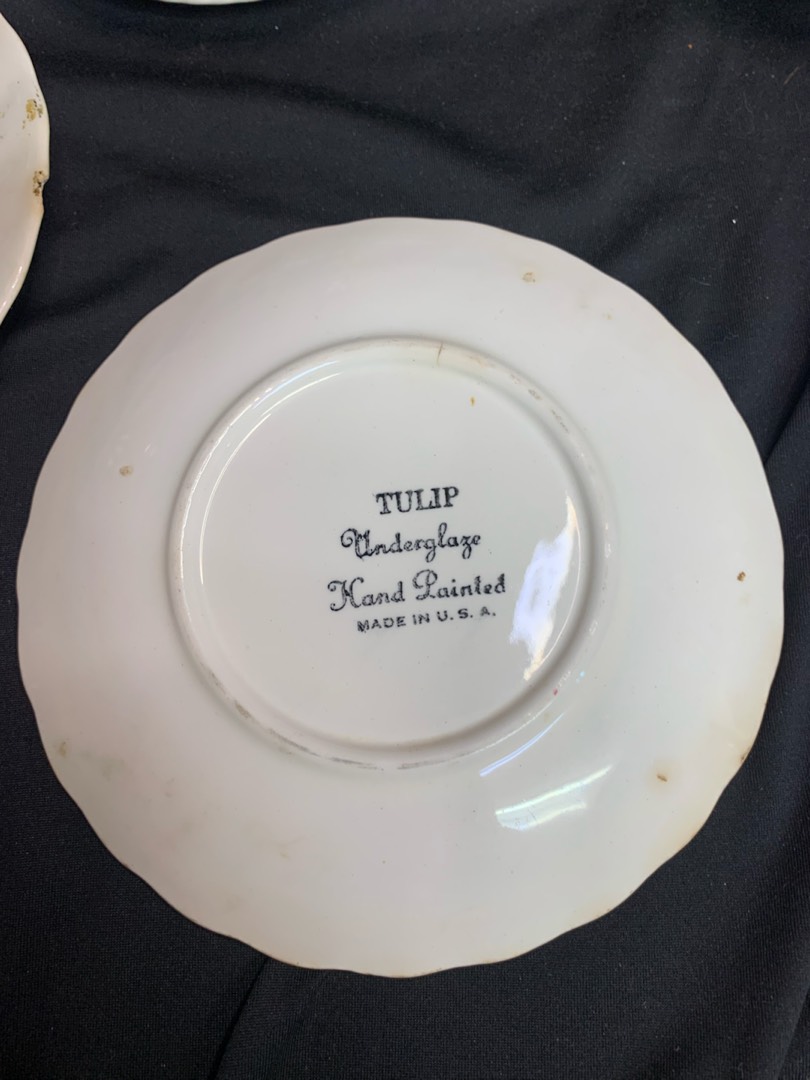 TULIP
Underglaze
Hand Painted
MADE IN U.S.A.